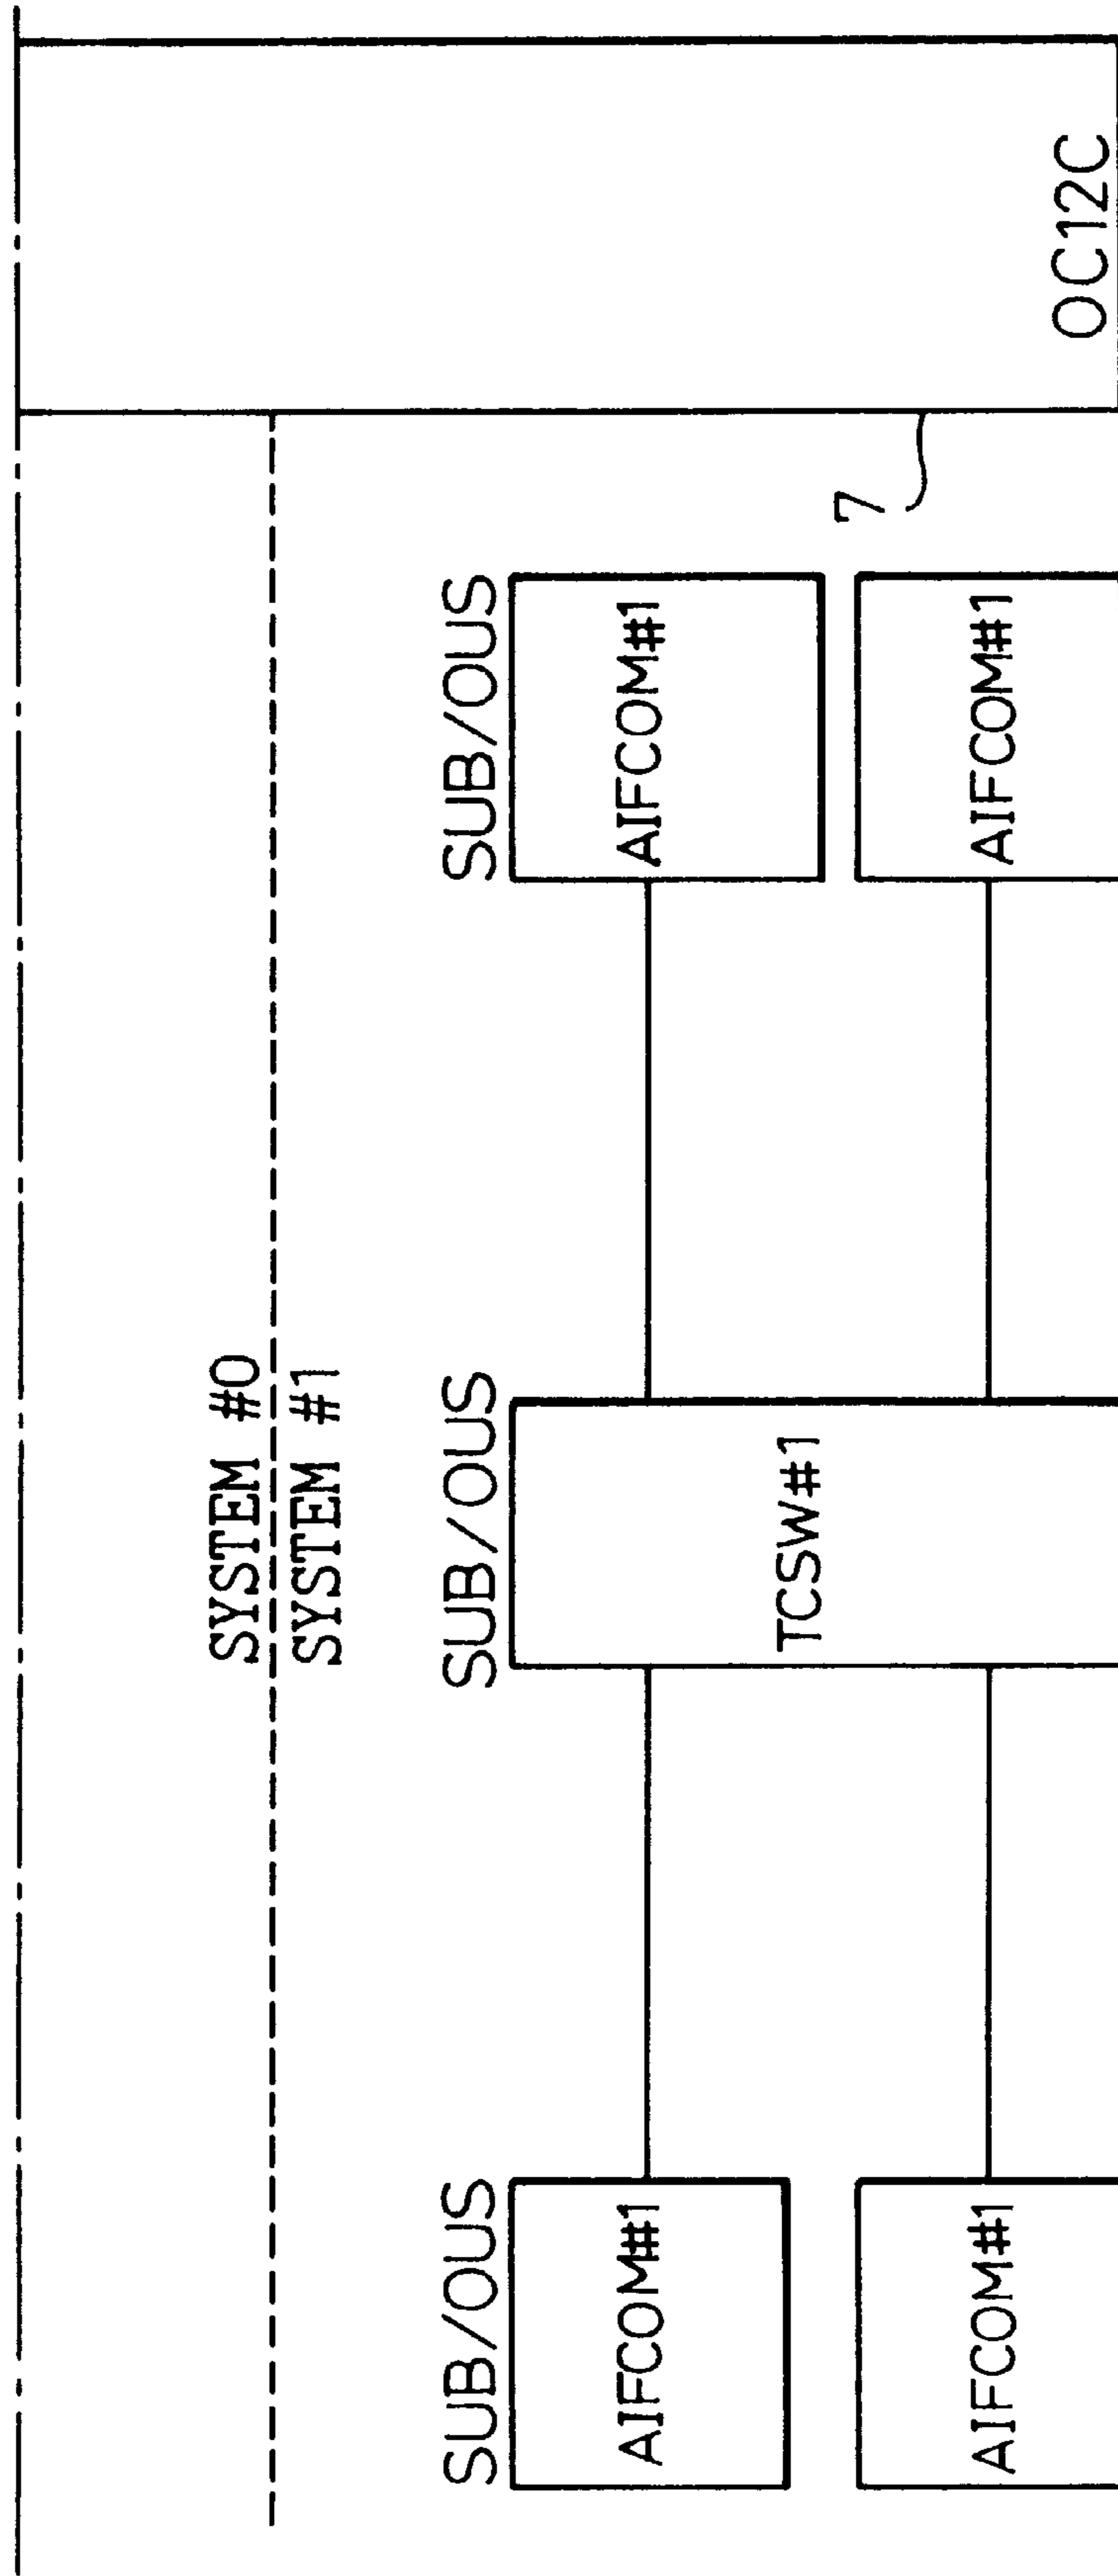 SYSTEM #0
SYSTEM #1
SUB/OUS
SUB/OUS
SUB/OUS
AIFCOM#1
TCSW#1
AIFCOM#1
7
AIFCOM#1
AIFCOM#1
OC12C